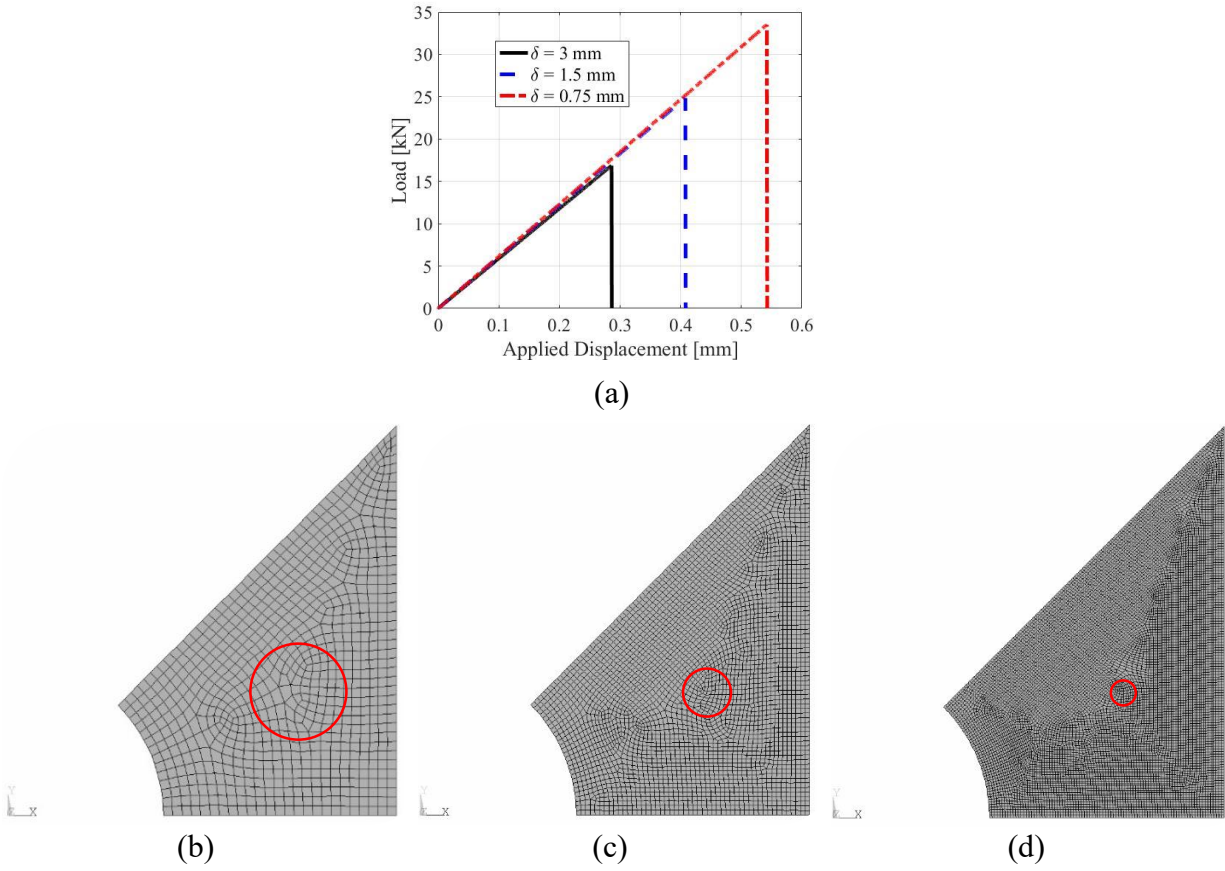 35
30
25
20
15
10
5
0
Load [kN]
δ = 3 mm
δ = 1.5 mm
δ = 0.75 mm
0 0.1 0.2 0.3 0.4 0.5 0.6
Applied Displacement [mm]
(a)
Y
X
Y
X
Y
X
(b) (c) (d)